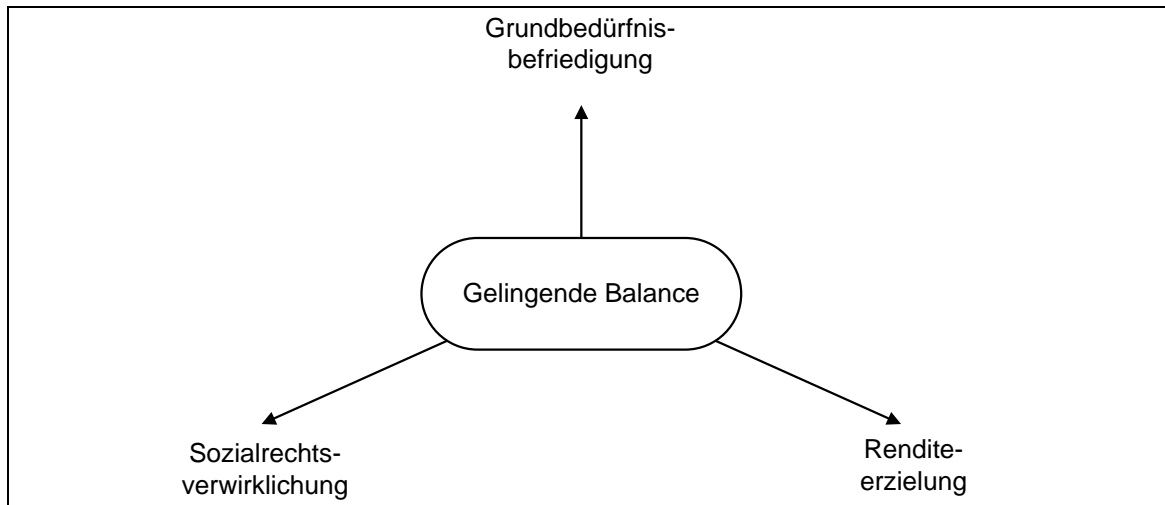 Grundbedürfnis-
befriedigung
Gelingende Balance
Sozialrechts-
verwirklichung
Rendite-
erzielung